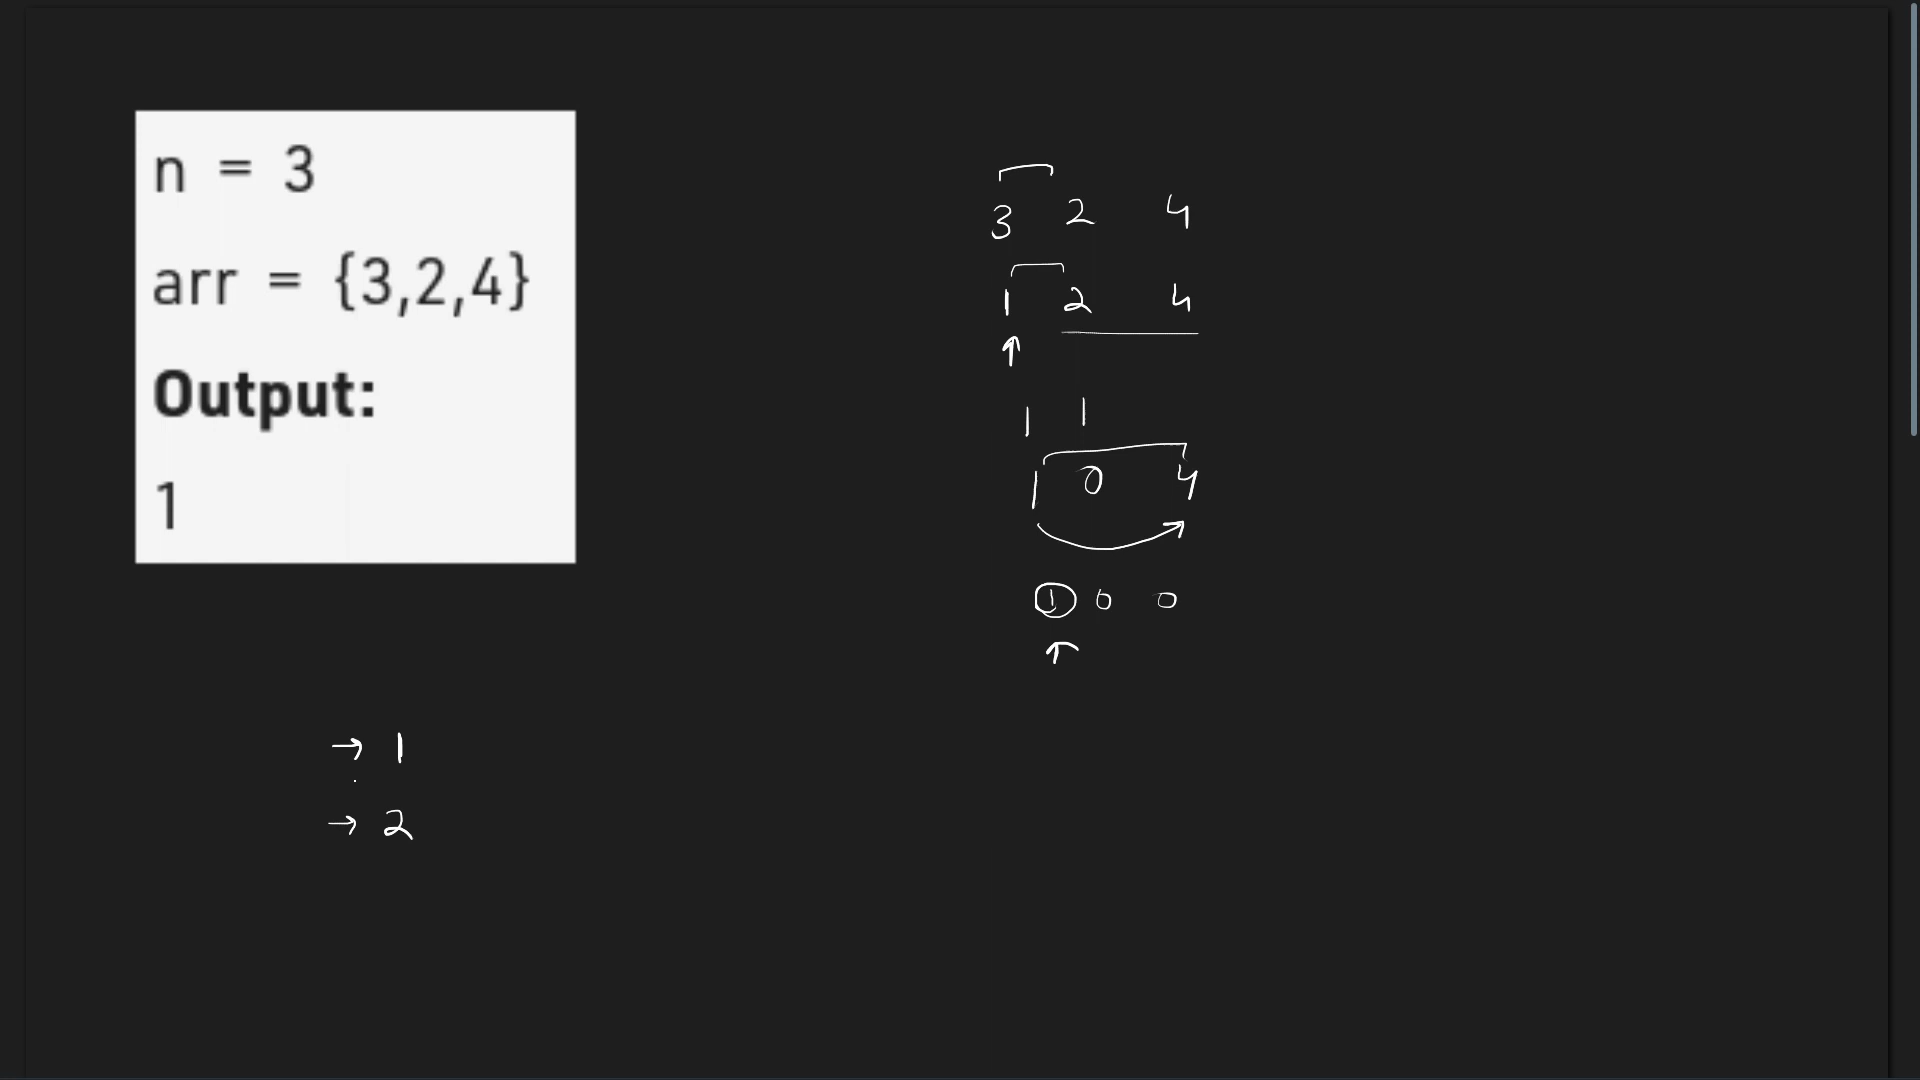 n = 3
arr = {3,2,4}
Output:
1
3 2 4
1 2 4
1 1
1 0 4
1 0 0
→ 1
→ 2